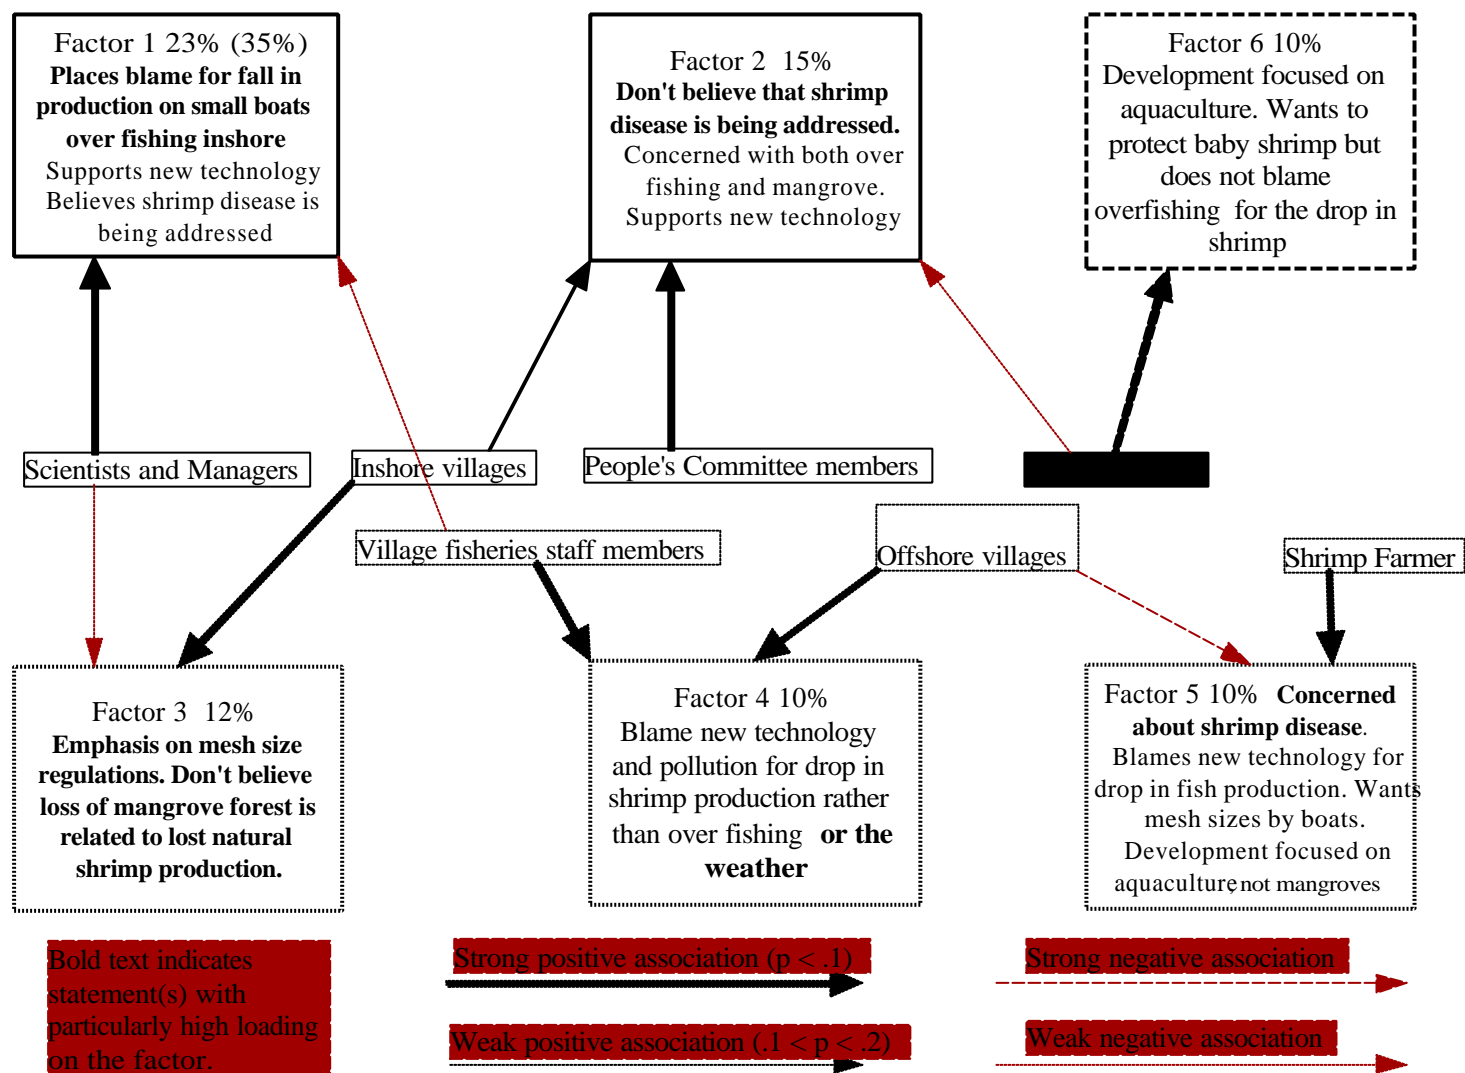 Factor 1 23% (35%)
Places blame for fall in
production on small boats
over fishing inshore
Supports new technology
Believes shrimp disease is
being addressed
Factor 2 15%
Don't believe that shrimp
disease is being addressed.
Concerned with both over
fishing and mangrove.
Supports new technology
Factor 6 10%
Development focused on
aquaculture. Wants to
protect baby shrimp but
does not blame
overfishing for the drop in
shrimp
Scientists and Managers
Inshore villages
People's Committee members
Village fisheries staff members
Offshore villages
Shrimp Farmer
Factor 3 12%
Emphasis on mesh size
regulations. Don't believe
loss of mangrove forest is
related to lost natural
shrimp production.
Factor 4 10%
Blame new technology
and pollution for drop in
shrimp production rather
than over fishing or the
weather
Factor 5 10% Concerned
about shrimp disease.
Blames new technology for
drop in fish production. Wants
mesh sizes by boats.
Development focused on
aquaculture, not mangroves
Bold text indicates
statement(s) with
particularly high loading
on the factor.
Strong positive association (p < .1)
Weak positive association (.1 < p < .2)
Strong negative association
Weak negative association